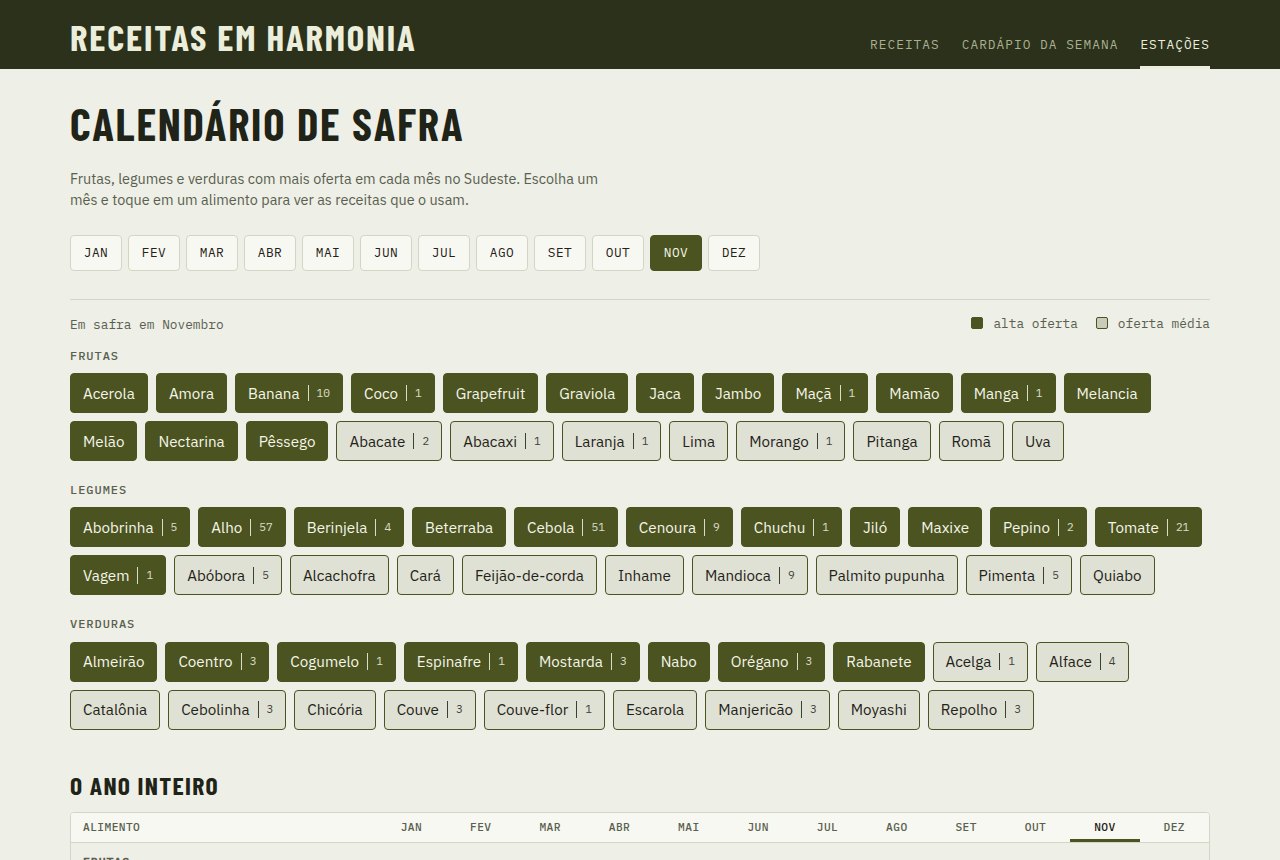 RECEITAS EM HARMONIA
RECEITAS CARDÁPIO DA SEMANA ESTAÇÕES
CALENDÁRIO DE SAFRA
Frutas, legumes e verduras com mais oferta em cada mês no Sudeste. Escolha um
mês e toque em um alimento para ver as receitas que o usam.
JAN FEV MAR ABR MAI JUN JUL AGO SET OUT NOV DEZ
Em safra em Novembro alta oferta oferta média
FRUTAS
Acerola Amora Banana 10 Coco 1 Grapefruit Graviola Jaca Jambo Maçã 1 Mamão Manga 1 Melancia
Melão Nectarina Pêssego Abacate 2 Abacaxi 1 Laranja 1 Lima Morango 1 Pitanga Romã Uva
LEGUMES
Abobrinha 5 Alho 57 Berinjela 4 Beterraba Cebola 51 Cenoura 9 Chuchu 1 Jiló Maxixe Pepino 2 Tomate 21
Vagem 1 Abóbora 5 Alcachofra Cará Feijão-de-corda Inhame Mandioca 9 Palmito pupunha Pimenta 5 Quiabo
VERDURAS
Almeirão Coentro 3 Cogumelo 1 Espinafre 1 Mostarda 3 Nabo Orégano 3 Rabanete Acelga 1 Alface 4
Catalônia Cebolinha 3 Chicória Couve 3 Couve-flor 1 Escarola Manjericão 3 Moyashi Repolho 3
O ANO INTEIRO
ALIMENTO JAN FEV MAR ABR MAI JUN JUL AGO SET OUT NOV DEZ